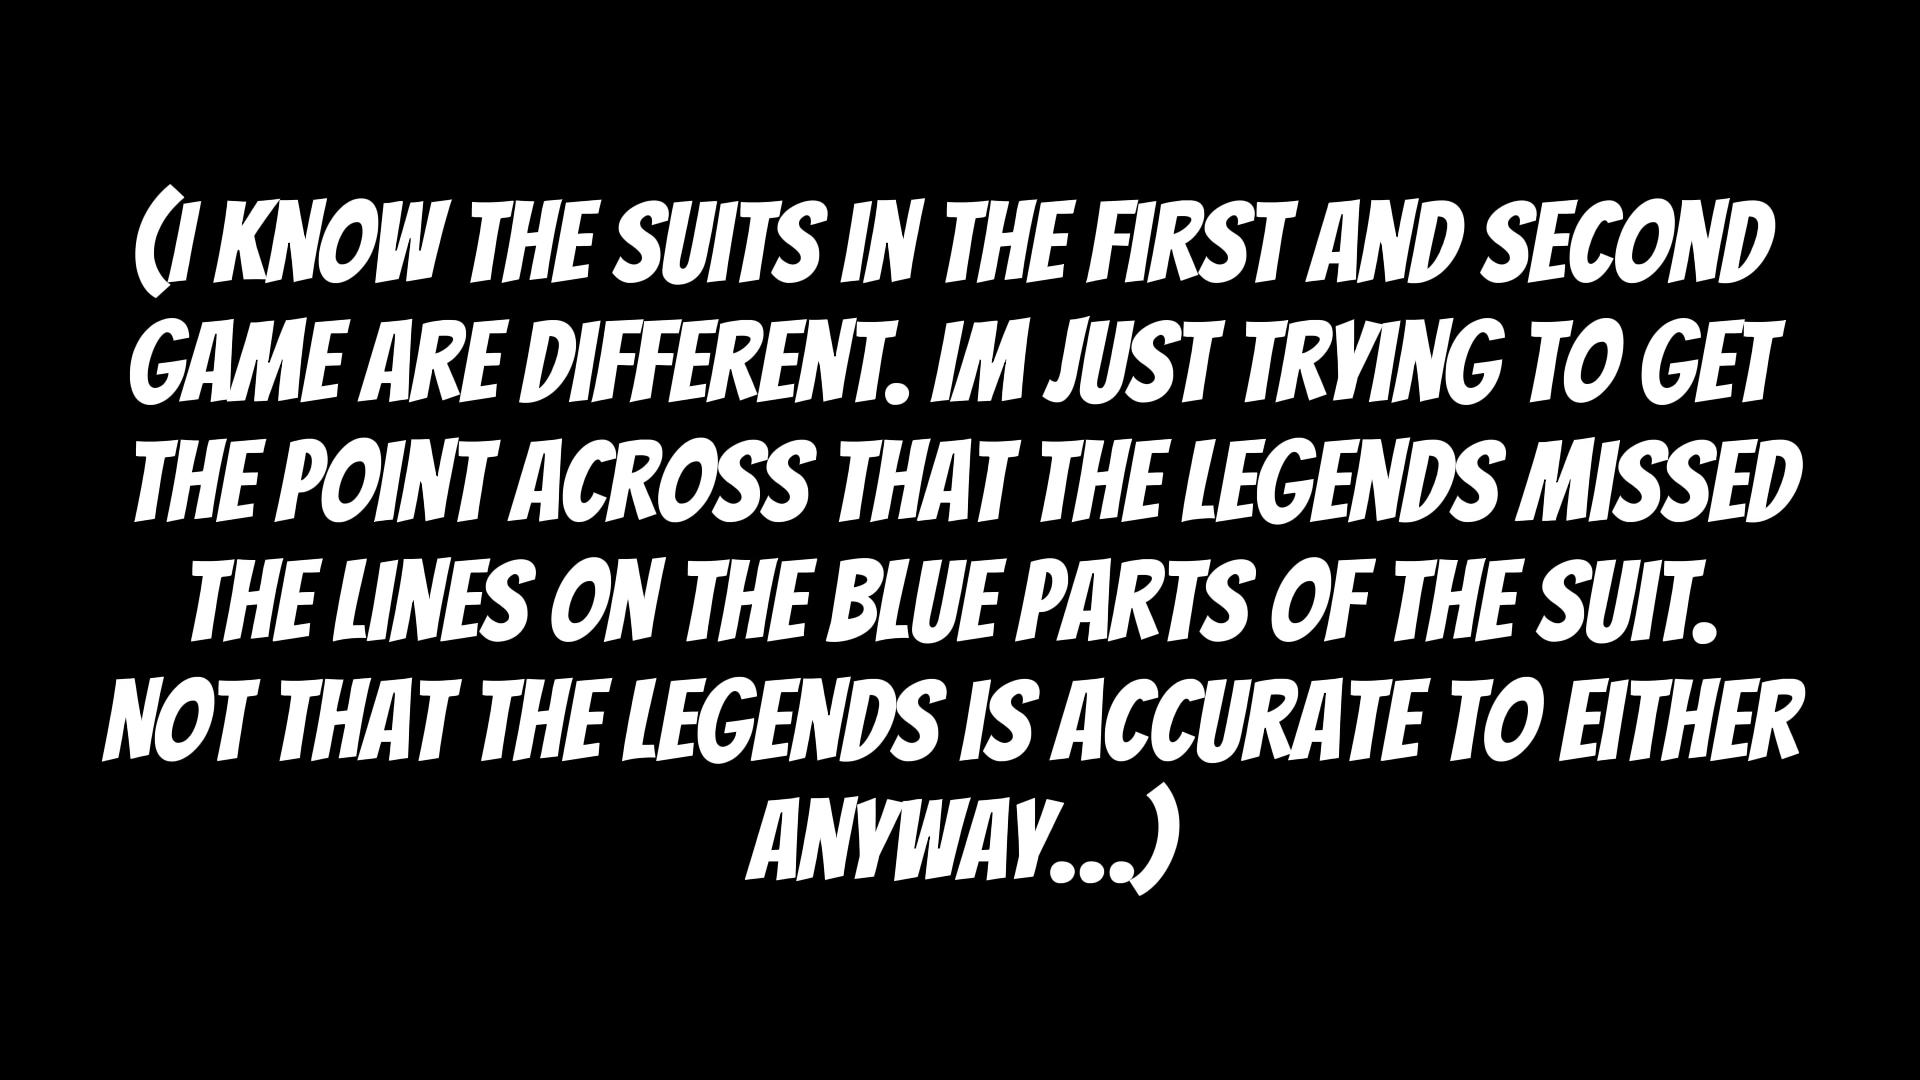 (I KNOW THE SUITS IN THE FIRST AND SECOND
GAME ARE DIFFERENT. IM JUST TRYING TO GET
THE POINT ACROSS THAT THE LEGENDS MISSED
THE LINES ON THE BLUE PARTS OF THE SUIT.
NOT THAT THE LEGENDS IS ACCURATE TO EITHER
ANYWAY...)